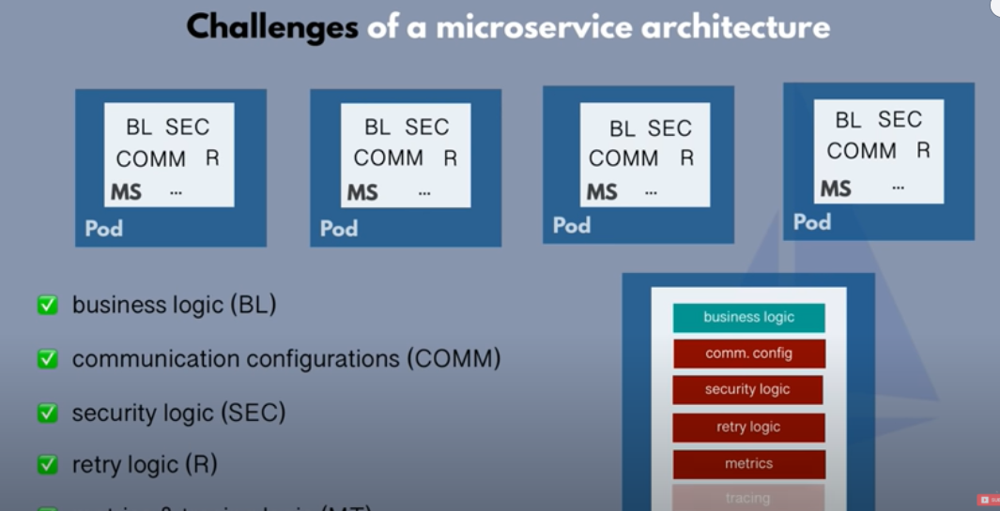 Challenges of a microservice architecture
BL SEC
COMM R
MS ...
Pod
BL SEC
COMM R
MS ...
Pod
BL SEC
COMM R
MS ...
Pod
BL SEC
COMM R
MS ...
Pod
business logic (BL)
communication configurations (COMM)
security logic (SEC)
retry logic (R)
business logic
comm. config
security logic
retry logic
metrics
tracing